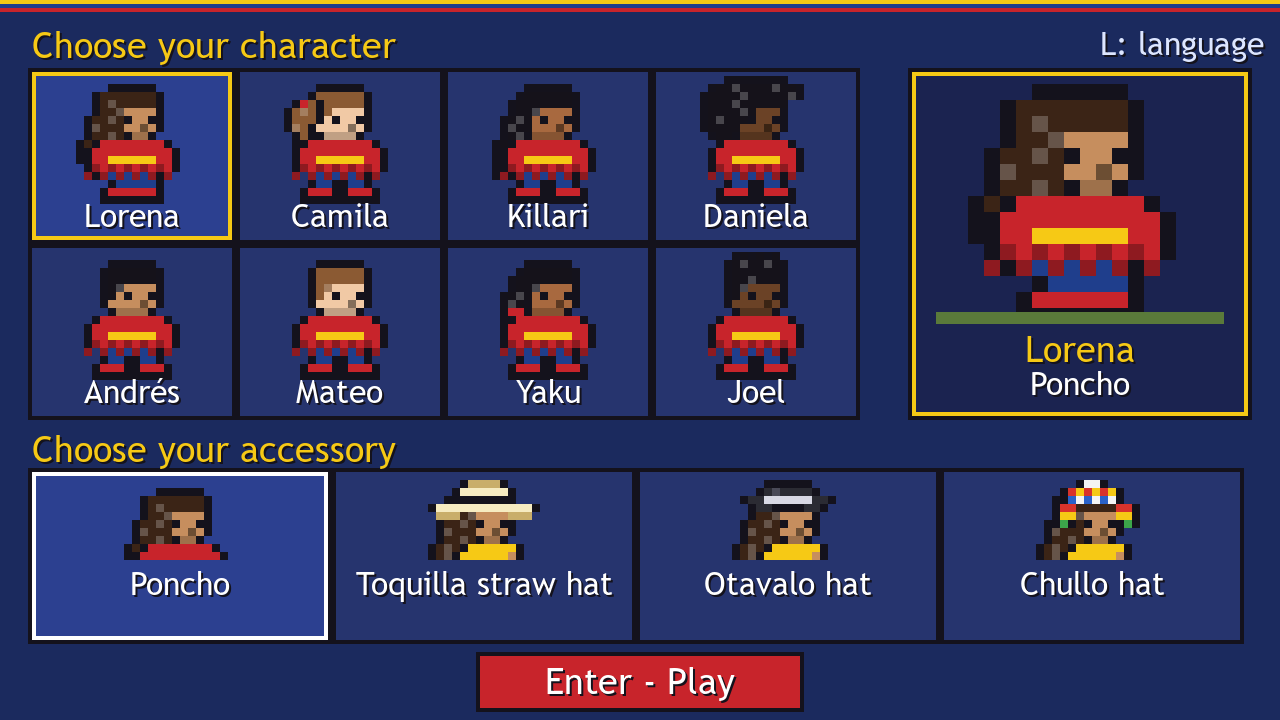 Choose your character
L: language
Lorena
Camila
Killari
Daniela
Andrés
Mateo
Yaku
Joel
Lorena
Poncho
Choose your accessory
Poncho
Toquilla straw hat
Otavalo hat
Chullo hat
Enter - Play